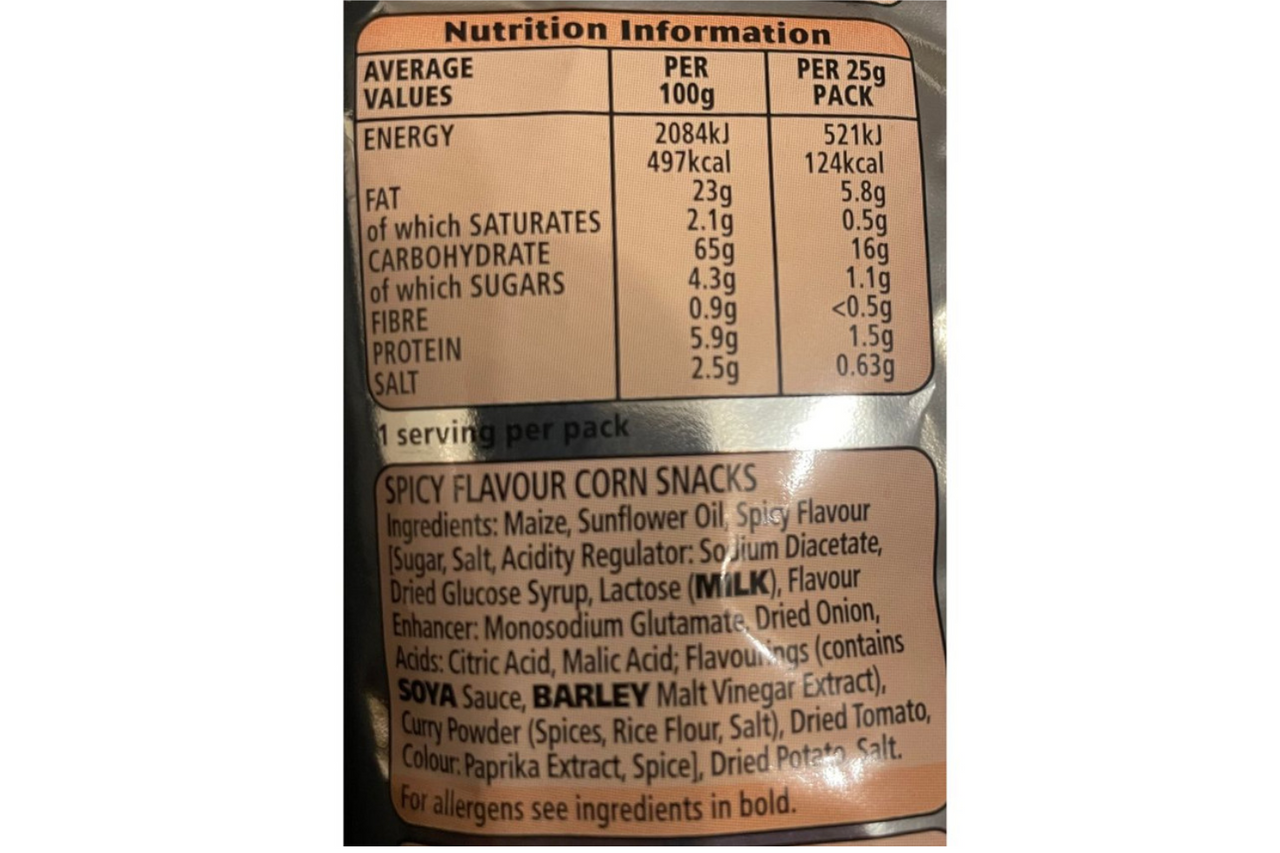 Nutrition Information
AVERAGE VALUES PER 100g PER 25g PACK
ENERGY 2084kJ 521kJ
497kcal 124kcal
FAT 23g 5.8g
of which SATURATES 2.1g 0.5g
CARBOHYDRATE 65g 16g
of which SUGARS 4.3g 1.1g
FIBRE 0.9g <0.5g
PROTEIN 5.9g 1.5g
SALT 2.5g 0.63g
1 serving per pack
SPICY FLAVOUR CORN SNACKS
Ingredients: Maize, Sunflower Oil, Spicy Flavour
[Sugar, Salt, Acidity Regulator: Sodium Diacetate,
Dried Glucose Syrup, Lactose (MILK), Flavour
Enhancer: Monosodium Glutamate, Dried Onion,
Acids: Citric Acid, Malic Acid; Flavourings (contains
SOYA Sauce, BARLEY Malt Vinegar Extract),
Curry Powder (Spices, Rice Flour, Salt), Dried Tomato,
Colour: Paprika Extract, Spice], Dried Potato, Salt.
For allergens see ingredients in bold.